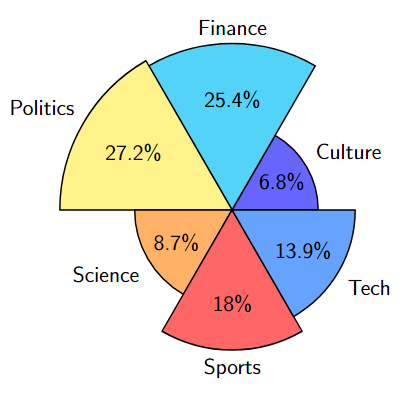 Finance
25.4%
Politics
27.2%
Culture
6.8%
8.7%
13.9%
Science
Tech
18%
Sports